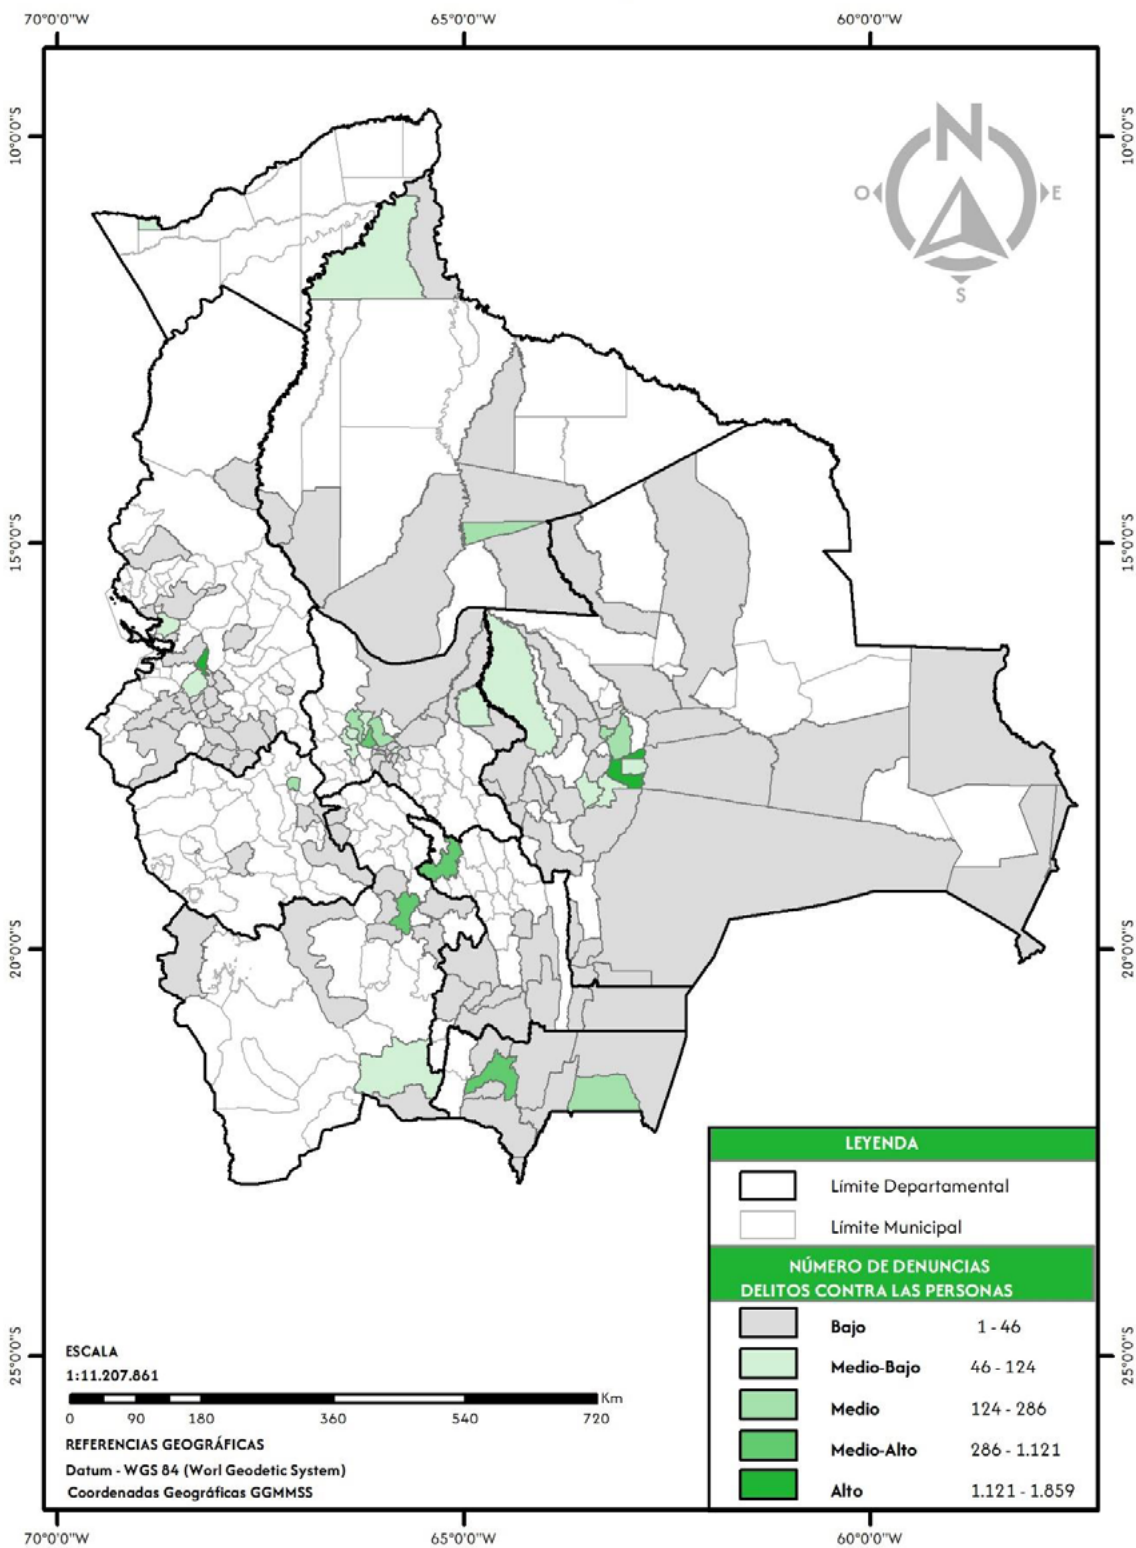 70°0'0"W 65°0'0"W 60°0'0"W
10°0'0"S 10°0'0"S
N
O E
S
15°0'0"S 15°0'0"S
20°0'0"S 20°0'0"S
25°0'0"S 25°0'0"S
LEYENDA
Límite Departamental
Límite Municipal
NÚMERO DE DENUNCIAS
DELITOS CONTRA LAS PERSONAS
Bajo 1 - 46
Medio-Bajo 46 - 124
Medio 124 - 286
Medio-Alto 286 - 1.121
Alto 1.121 - 1.859
ESCALA
1:11.207.861
Km
0 90 180 360 540 720
REFERENCIAS GEOGRÁFICAS
Datum - WGS 84 (Worl Geodetic System)
Coordenadas Geográficas GGMMSS
70°0'0"W 65°0'0"W 60°0'0"W